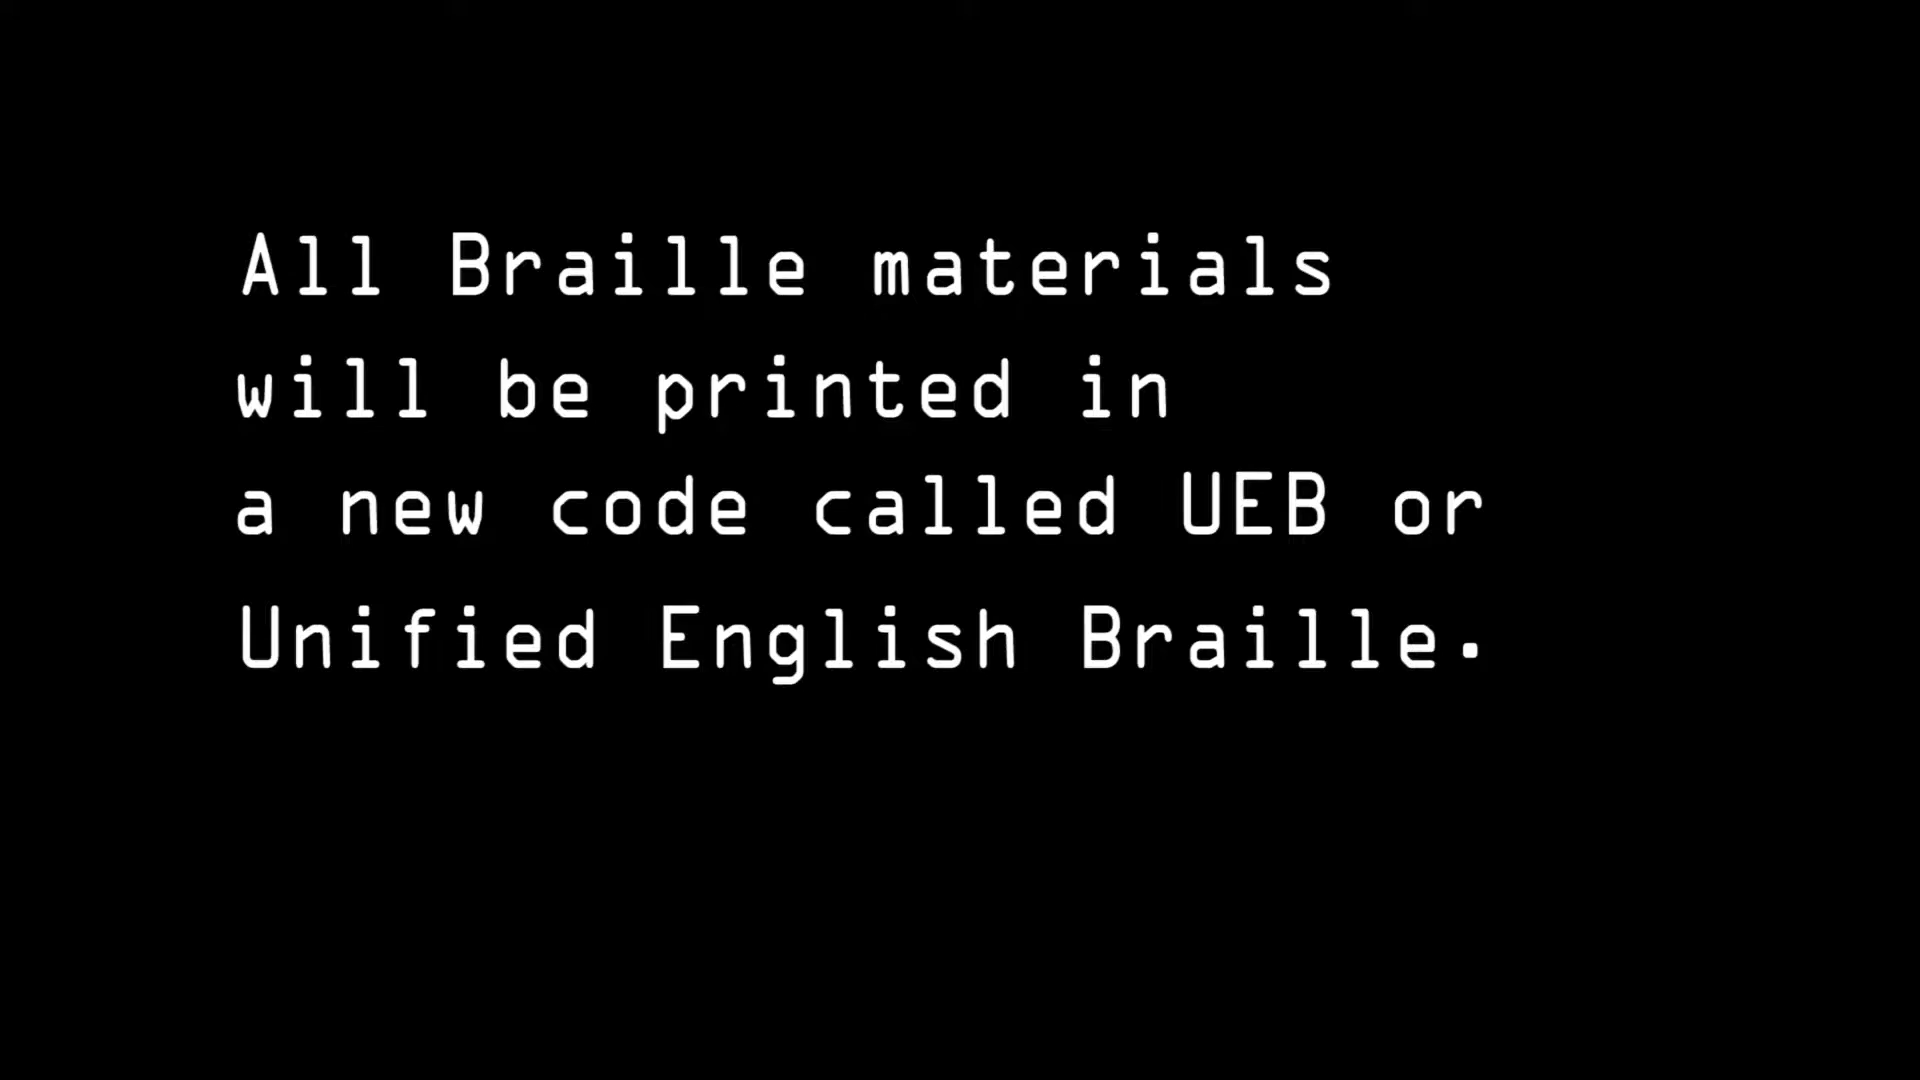 All Braille materials
will be printed in
a new code called UEB or
Unified English Braille.